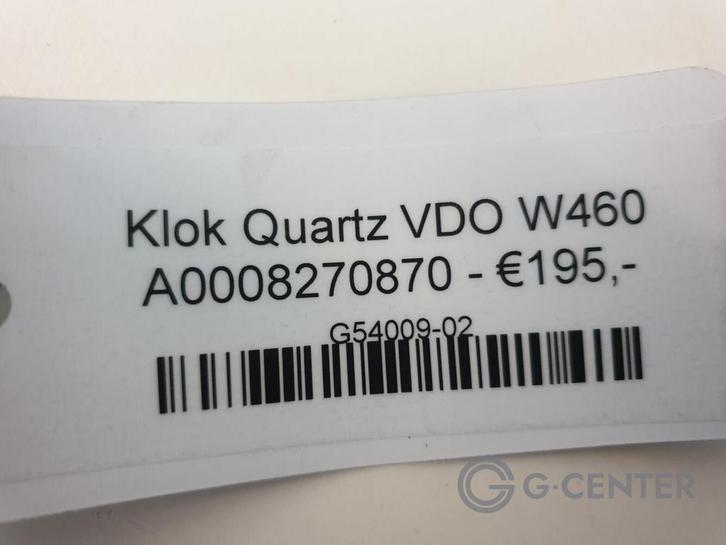 Klok Quartz VDO W460
A0008270870 - €195,-
G54009-02
G-CENTER